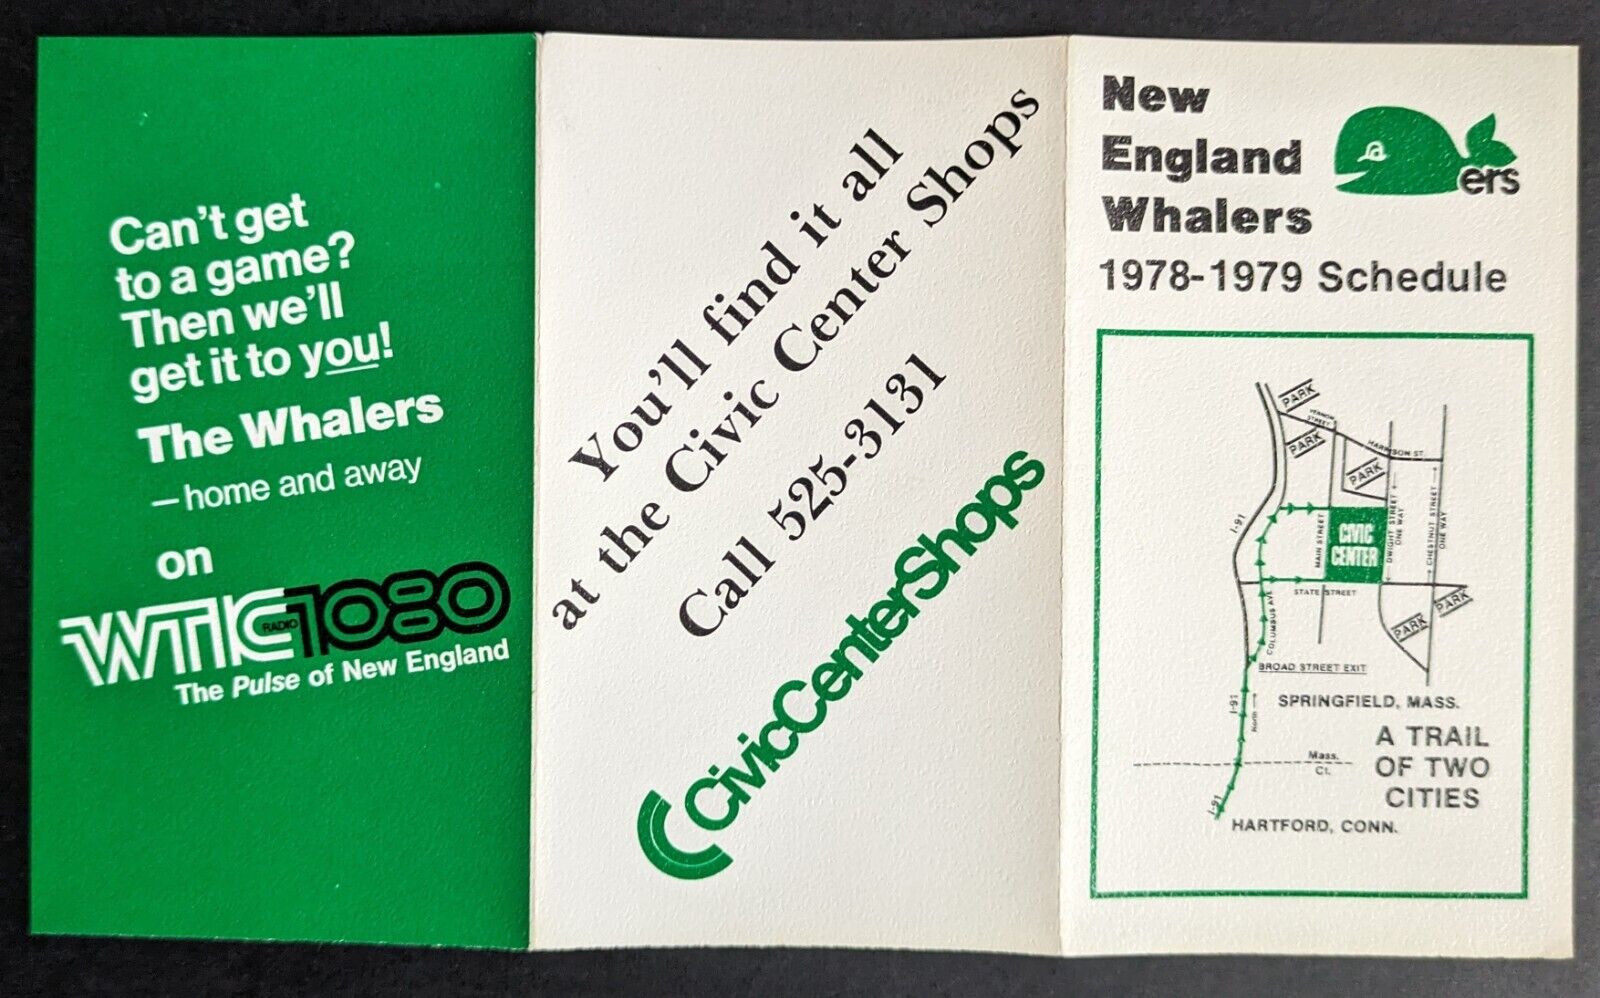 Can't get
to a game?
Then we'll
get it to you!
The Whalers
—home and away
on
WTIC RADIO 1080
The Pulse of New England
You'll find it all
at the Civic Center Shops
Call 525-3131
CivicCenterShops
New
England
Whalers
ers
1978-1979 Schedule
PARK
VERNON
STREET
PARK
HARRISON ST.
PARK
I-91
MAIN STREET
CIVIC
CENTER
DWIGHT STREET
ONE WAY
CHESTNUT STREET
ONE WAY
STATE STREET
COLUMBUS AVE
PARK
PARK
BROAD STREET EXIT
I-91
North
SPRINGFIELD, MASS.
A TRAIL
OF TWO
CITIES
Mass.
Ct.
I-91
HARTFORD, CONN.